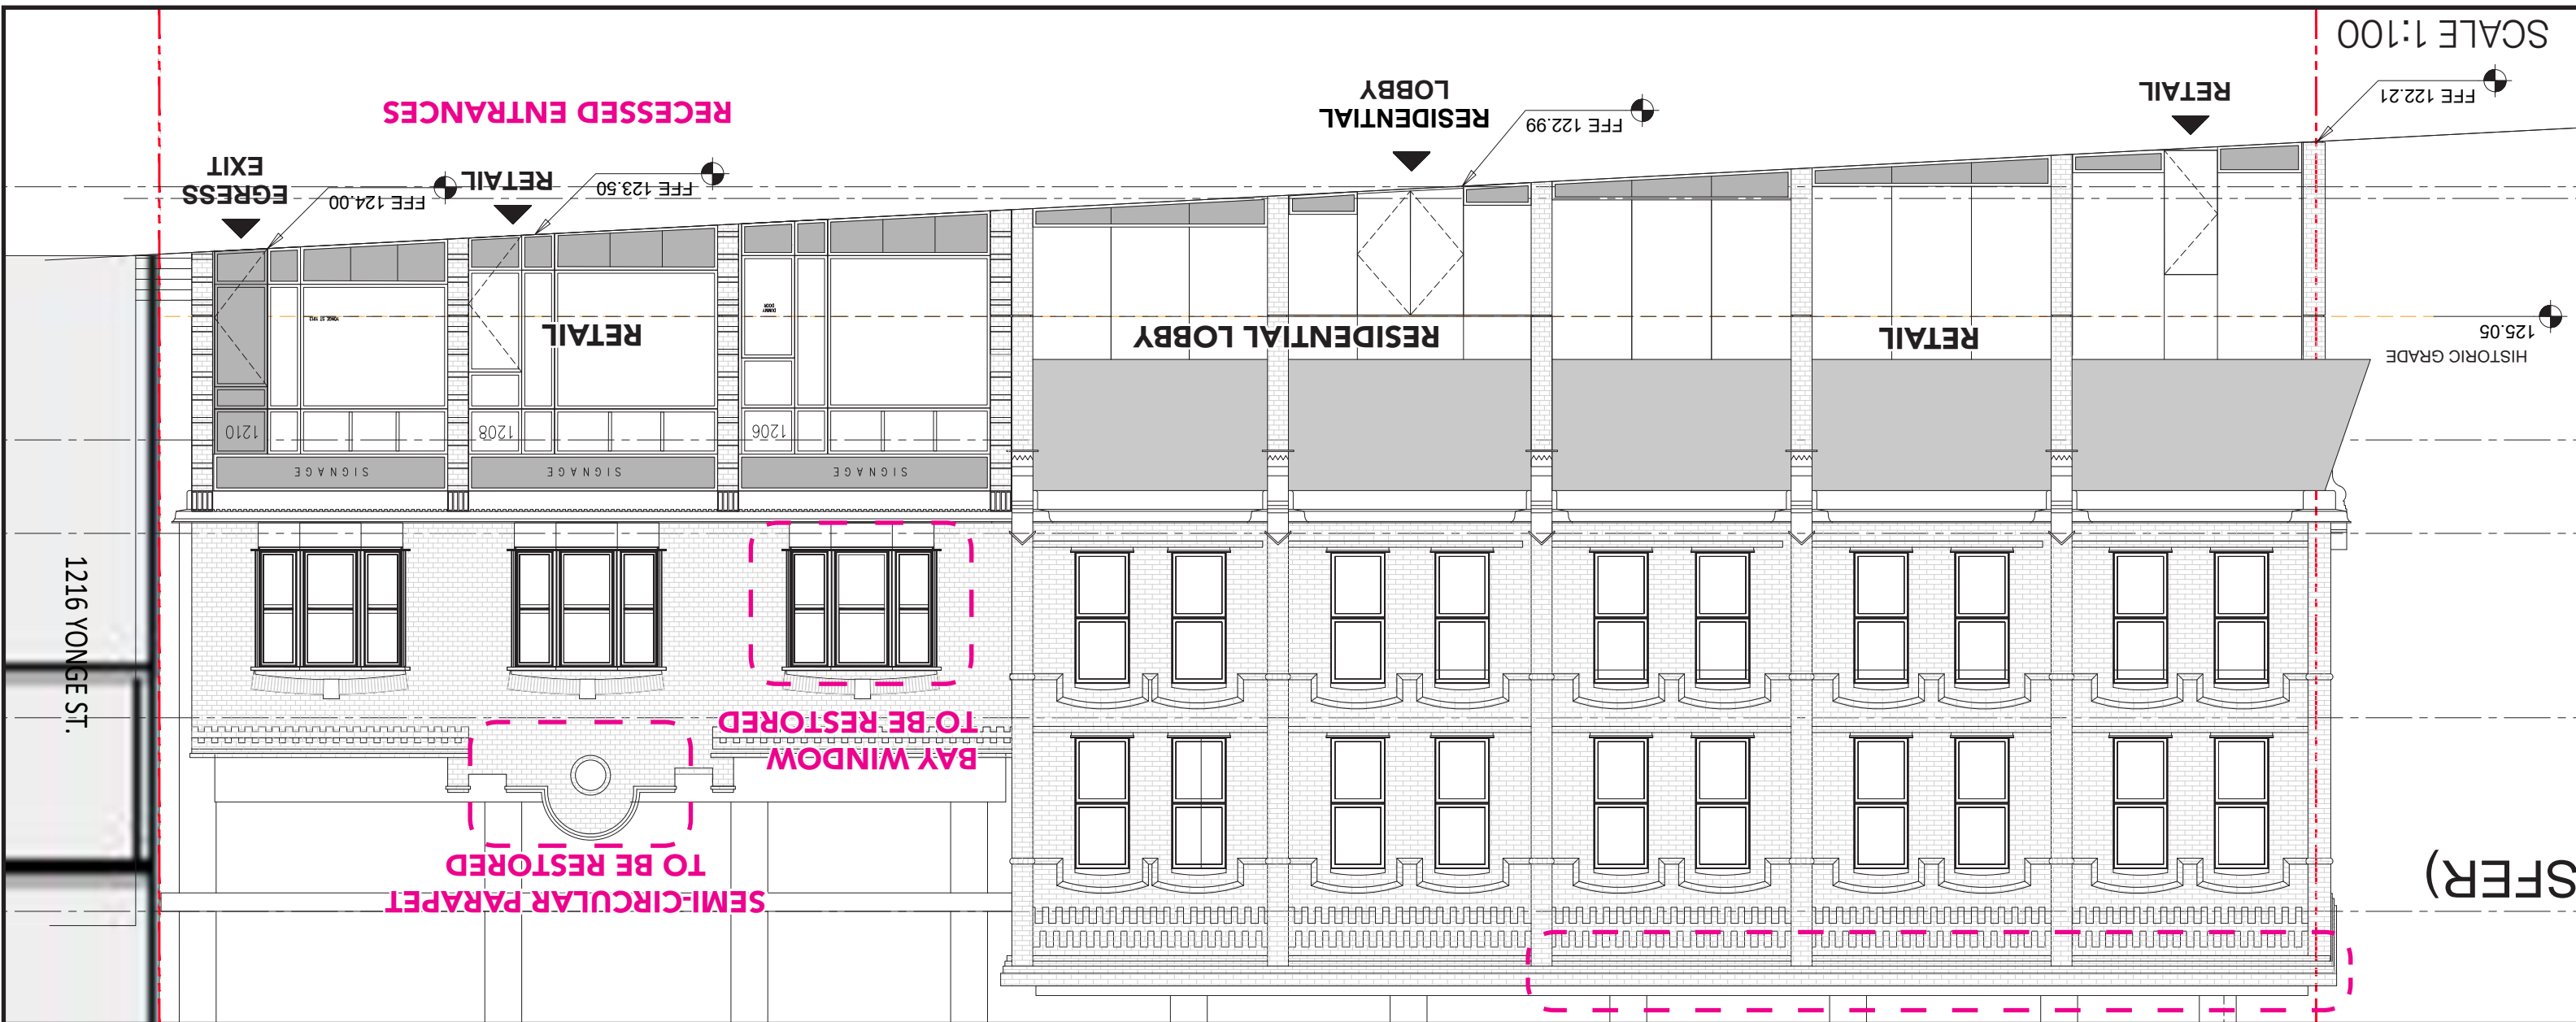 SFER)
SEMI-CIRCULAR PARAPET
TO BE RESTORED
BAY WINDOW
TO BE RESTORED
1216 YONGE ST.
SIGNAGE
SIGNAGE
SIGNAGE
1206
1208
1210
HISTORIC GRADE
125.05
RETAIL
RESIDENTIAL LOBBY
RETAIL
DUMMY
DOOR
FFE 122.21
RETAIL
FFE 122.99
RESIDENTIAL
LOBBY
FFE 123.50
RETAIL
FFE 124.00
EGRESS
EXIT
RECESSED ENTRANCES
SCALE 1:100